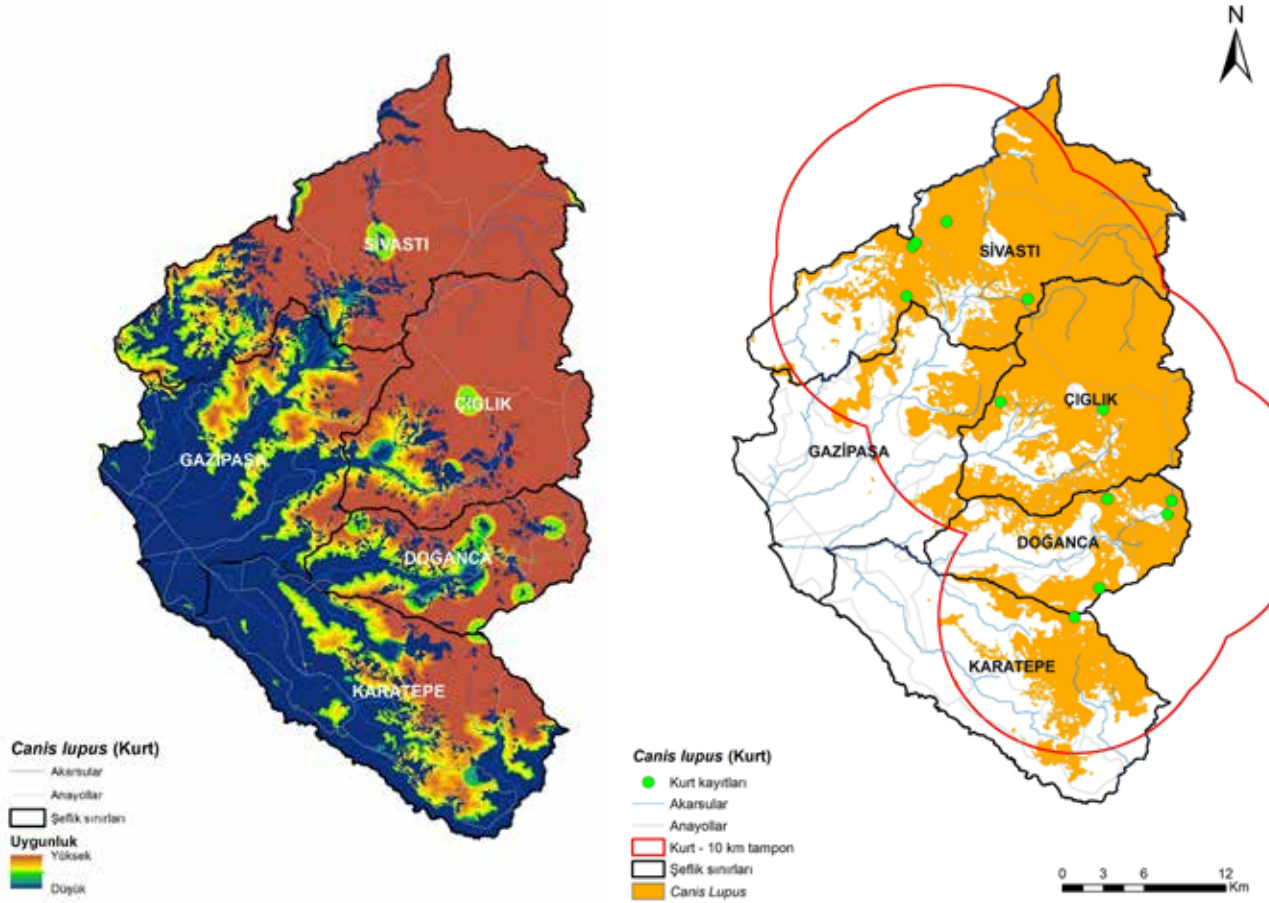 SİVASTI
ÇIĞLIK
GAZİPAŞA
DOĞANCA
KARATEPE
Canis lupus (Kurt)
Akarsular
Anayollar
Şeflik sınırları
Uygunluk
Yüksek
Düşük
N
SİVASTI
ÇIĞLIK
GAZİPAŞA
DOĞANCA
KARATEPE
Canis lupus (Kurt)
Kurt kayıtları
Akarsular
Anayollar
Kurt - 10 km tampon
Şeflik sınırları
Canis Lupus
0 3 6 12
Km